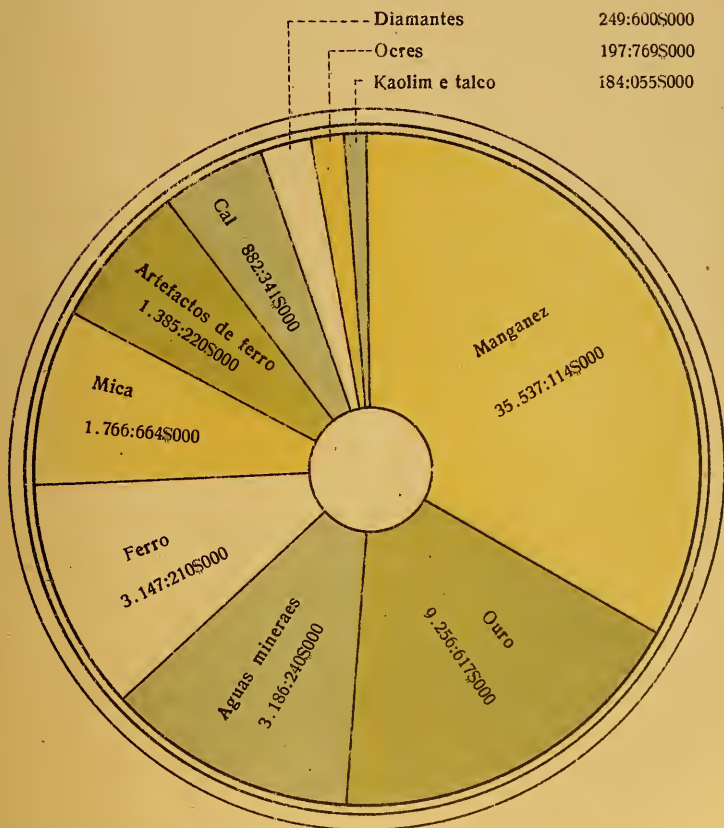 Diamantes 249:600$000
Ocres 197:769$000
Kaolim e talco 184:055$000
Manganez
35.537:114$000
Ouro
9.256:617$000
Aguas mineraes
3.186:240$000
Ferro
3.147:210$000
Mica
1.766:664$000
Artefactos de ferro
1.385:220$000
Cal 882:341$000